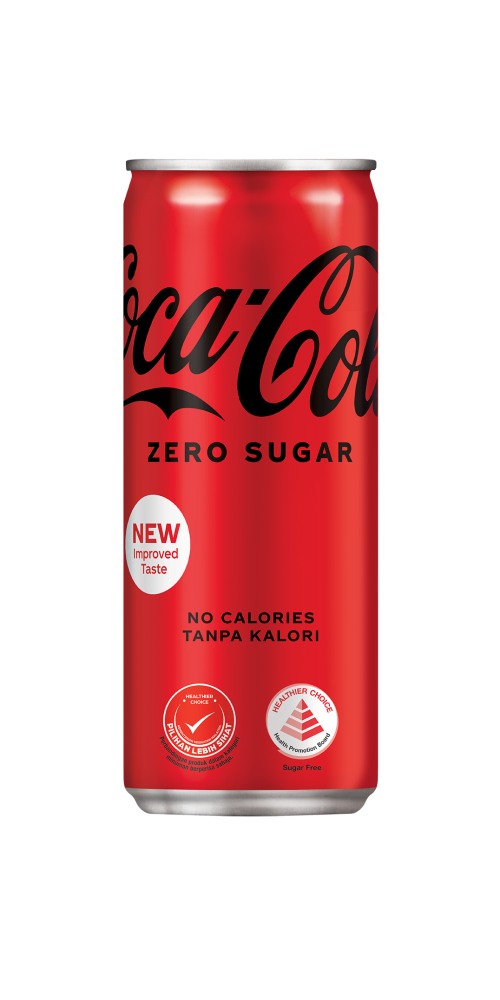 Coca-Cola
ZERO SUGAR
NEW
Improved
Taste
NO CALORIES
TANPA KALORI
HEALTHIER
CHOICE
PILIHAN LEBIH SIHAT
HEALTHIER CHOICE
Health Promotion Board
Sugar Free